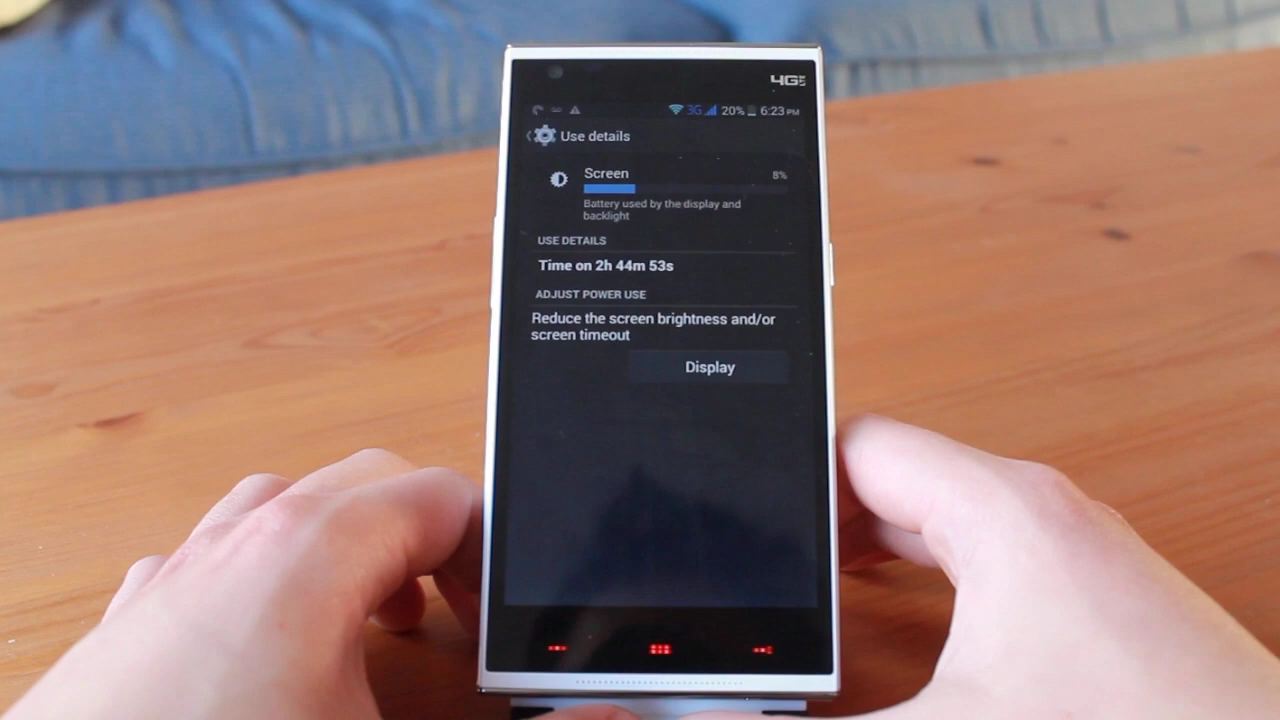 4G LTE
3G 20% 6:23 PM
Use details
Screen 8%
Battery used by the display and
backlight
USE DETAILS
Time on 2h 44m 53s
ADJUST POWER USE
Reduce the screen brightness and/or
screen timeout
Display